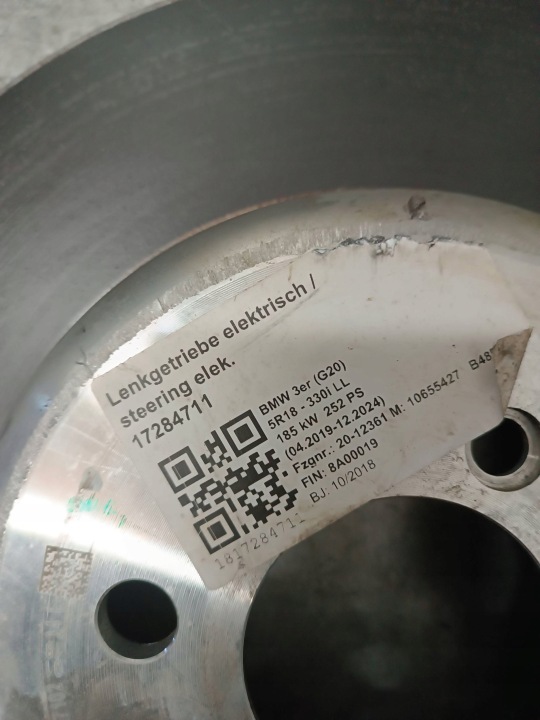 Lenkgetriebe elektrisch /
steering elek.
17284711
BMW 3er (G20)
5R18 - 330i LL
185 kW 252 PS
(04.2019-12.2024)
Fzgnr.: 20-12361 M: 10655427 B48
FIN: 8A00019
BJ: 10/2018
1817284711